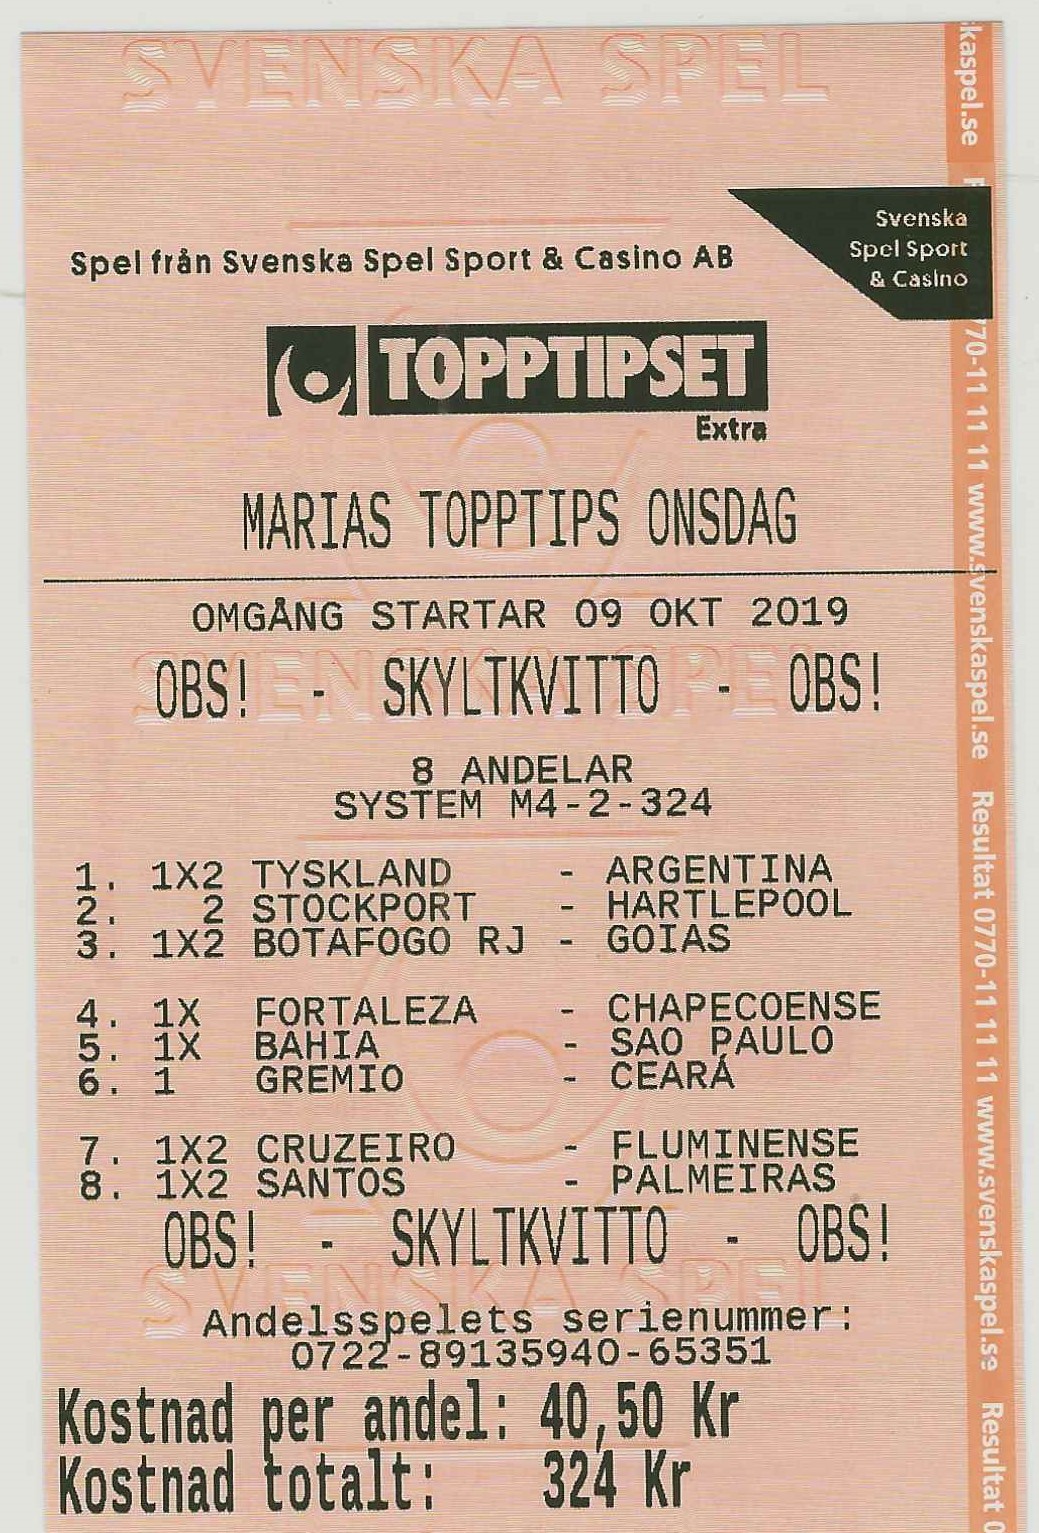 SVENSKA SPEL
Svenska
Spel Sport
& Casino
Spel från Svenska Spel Sport & Casino AB
TOPPTIPSET
Extra
MARIAS TOPPTIPS ONSDAG
OMGÅNG STARTAR 09 OKT 2019
SVENSKA SPEL
OBS! - SKYLTKVITTO - OBS!
8 ANDELAR
SYSTEM M4-2-324
1. 1X2 TYSKLAND - ARGENTINA
2. 2 STOCKPORT - HARTLEPOOL
3. 1X2 BOTAFOGO RJ - GOIAS
4. 1X FORTALEZA - CHAPECOENSE
5. 1X BAHIA - SAO PAULO
6. 1 GREMIO - CEARÁ
7. 1X2 CRUZEIRO - FLUMINENSE
8. 1X2 SANTOS - PALMEIRAS
OBS! - SKYLTKVITTO - OBS!
SVENSKA SPEL
Andelsspelets serienummer:
0722-89135940-65351
Kostnad per andel: 40,50 Kr
Kostnad totalt: 324 Kr
kaspel.se 70-11 11 11 www.svenskaspel.se Resultat 0770-11 11 11 www.svenskaspel.se Resultat 0